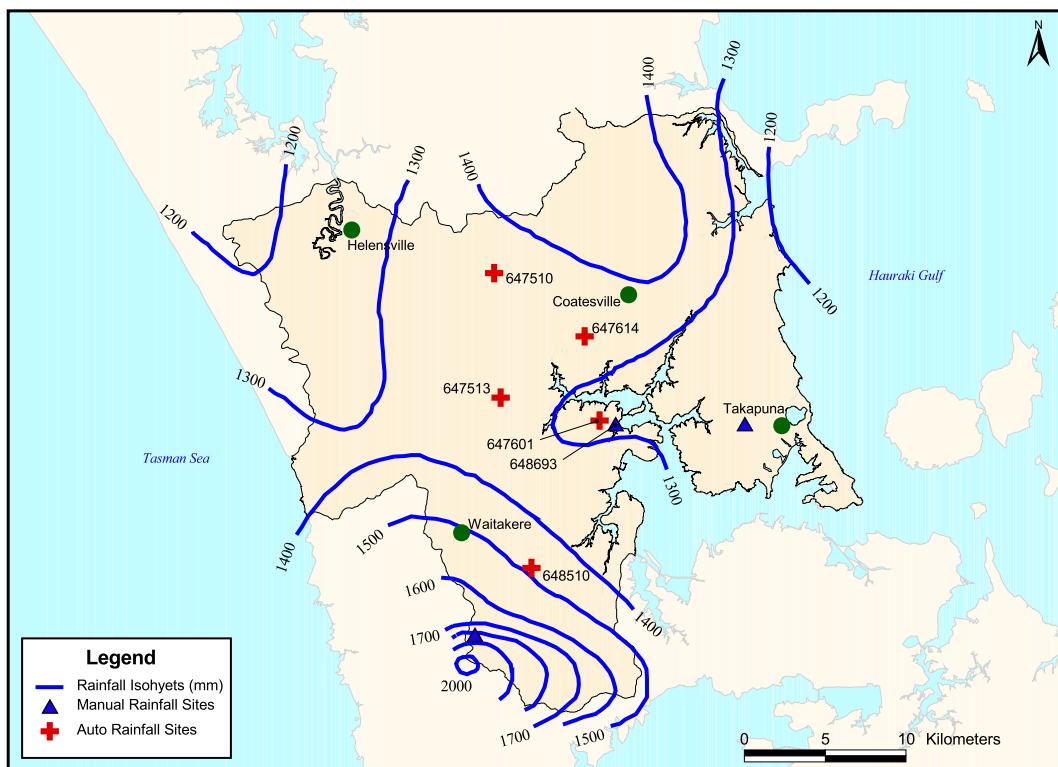 N
1300
1400
1200
1200
1300
1400
1200
Helensville
Hauraki Gulf
647510
Coatesville
1200
647614
1300
647513
Takapuna
647601
Tasman Sea
648693
1300
Waitakere
1500
1400
648510
1600
1400
1700
2000
1700
1500
Legend
Rainfall Isohyets (mm)
Manual Rainfall Sites
Auto Rainfall Sites
0 5 10 Kilometers